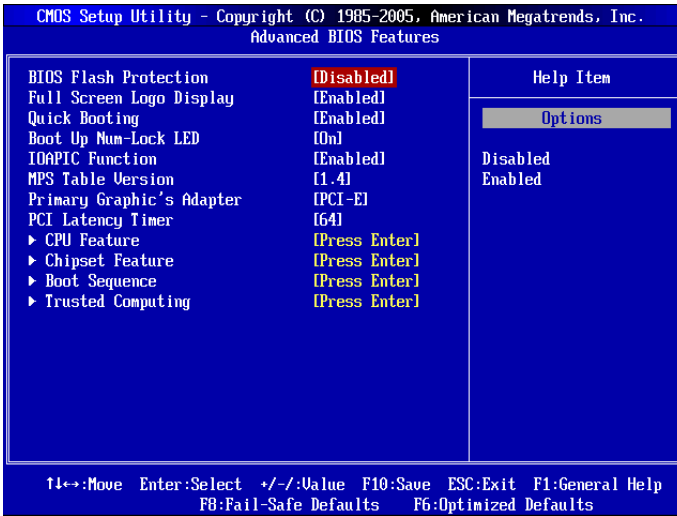 CMOS Setup Utility - Copyright (C) 1985-2005, American Megatrends, Inc.
Advanced BIOS Features
BIOS Flash Protection [Disabled]
Full Screen Logo Display [Enabled]
Quick Booting [Enabled]
Boot Up Num-Lock LED [On]
IOAPIC Function [Enabled]
MPS Table Version [1.4]
Primary Graphic's Adapter [PCI-E]
PCI Latency Timer [64]
▶ CPU Feature [Press Enter]
▶ Chipset Feature [Press Enter]
▶ Boot Sequence [Press Enter]
▶ Trusted Computing [Press Enter]
Help Item
Options
Disabled
Enabled
↑↓←→:Move Enter:Select +/-/:Value F10:Save ESC:Exit F1:General Help
F8:Fail-Safe Defaults F6:Optimized Defaults